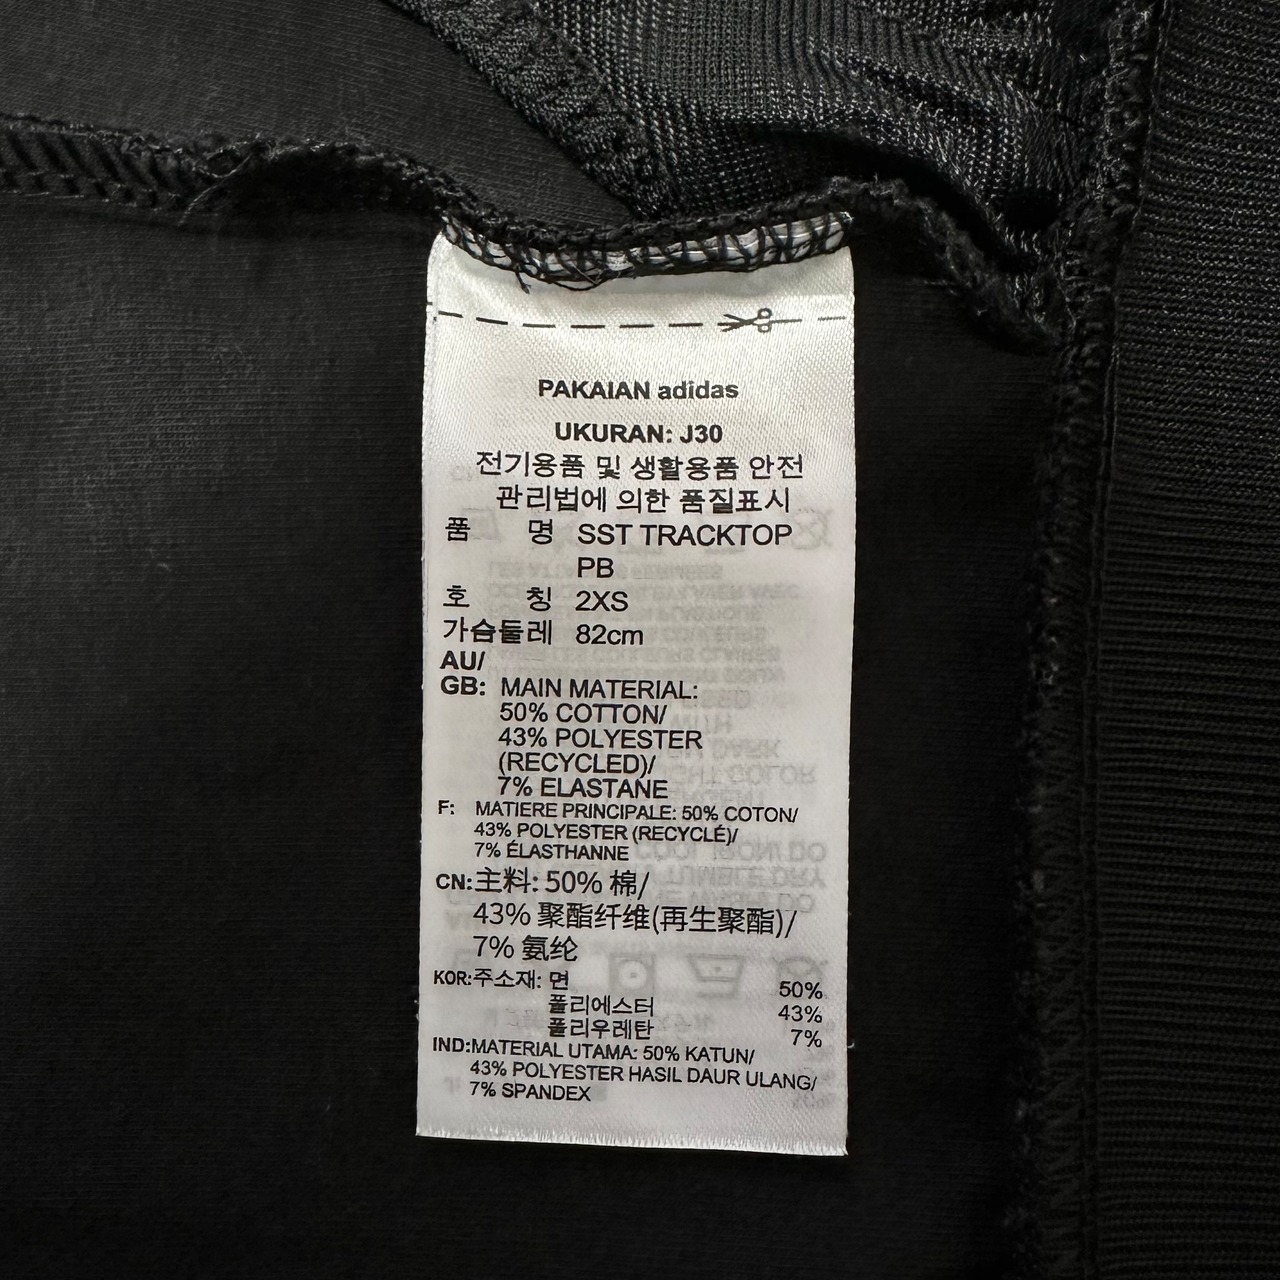 PAKAIAN adidas
UKURAN: J30
전기용품 및 생활용품 안전
관리법에 의한 품질표시
품 명 SST TRACKTOP
PB
호 칭 2XS
가슴둘레 82cm
AU/
GB: MAIN MATERIAL:
50% COTTON/
43% POLYESTER
(RECYCLED)/
7% ELASTANE
F: MATIERE PRINCIPALE: 50% COTON/
43% POLYESTER (RECYCLÉ)/
7% ÉLASTHANNE
CN:主料: 50% 棉/
43% 聚酯纤维(再生聚酯)/
7% 氨纶
KOR:주소재: 면 50%
폴리에스터 43%
폴리우레탄 7%
IND:MATERIAL UTAMA: 50% KATUN/
43% POLYESTER HASIL DAUR ULANG/
7% SPANDEX